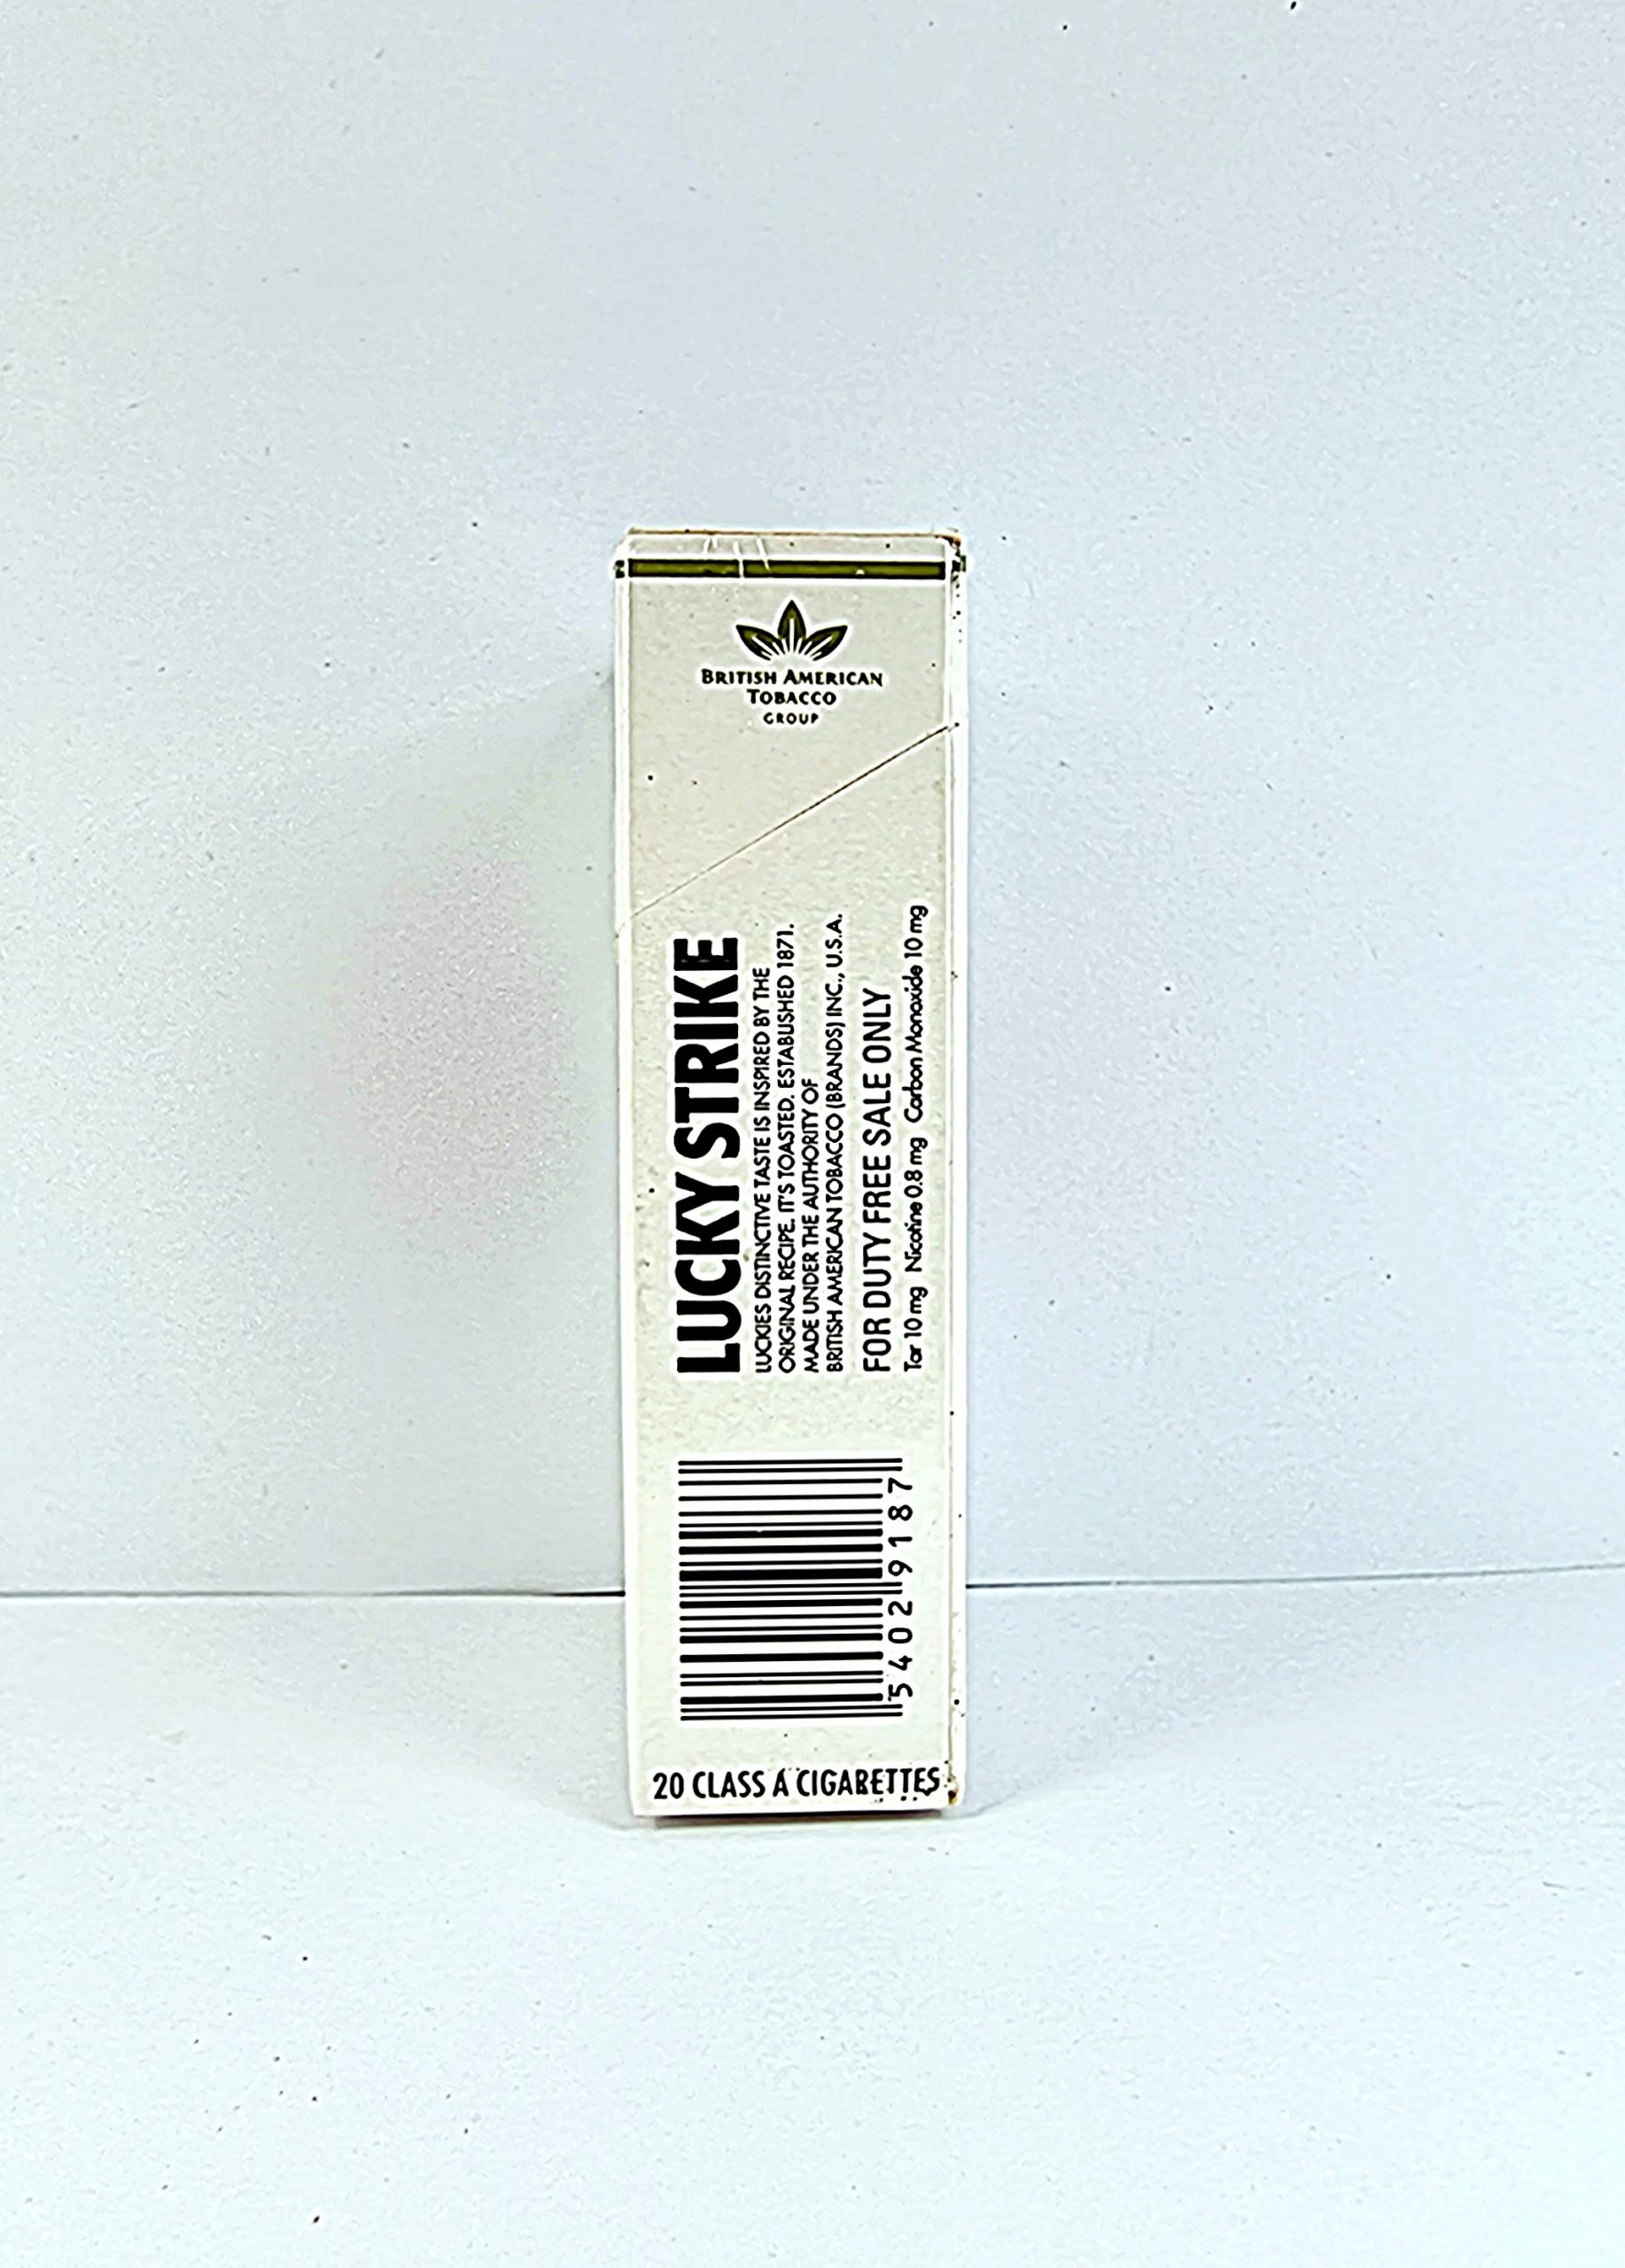 BRITISH AMERICAN
TOBACCO
GROUP
LUCKY STRIKE
LUCKIES DISTINCTIVE TASTE IS INSPIRED BY THE
ORIGINAL RECIPE. IT'S TOASTED. ESTABLISHED 1871.
MADE UNDER THE AUTHORITY OF
BRITISH AMERICAN TOBACCO (BRANDS) INC., U.S.A.
FOR DUTY FREE SALE ONLY
Tar 10 mg Nicotine 0.8 mg Carbon Monoxide 10 mg
54029187
20 CLASS A CIGARETTES